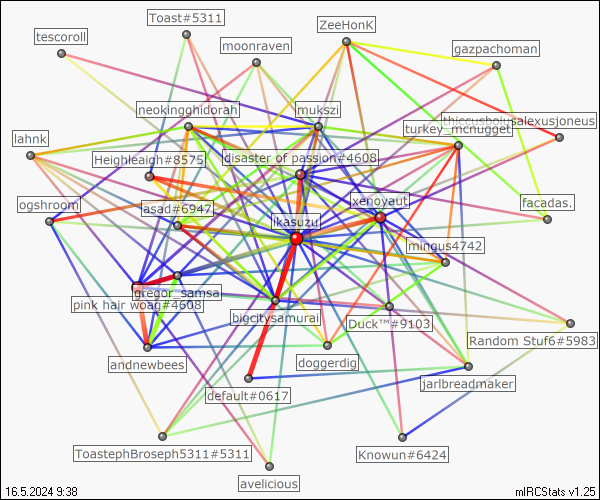 Toast#5311
ZeeHonK
tescoroll
moonraven
gazpachoman
neokingghidorah
mukszi
turkey_mcnugget
lahnk
Heighleaigh#8575
disaster of passion#4608
ogshroom
asad#6947
ikasuzu
xenoyaut
facadas.
mingus4742
gregor_samsa
pink hair woag#4608
bigcitysamurai
Duck™#9103
Random Stuf6#5983
andnewbees
doggerdig
default#0617
jarlbreadmaker
ToastephBroseph5311#5311
Knowun#6424
avelicious
16.5.2024 9:38
mIRCStats v1.25